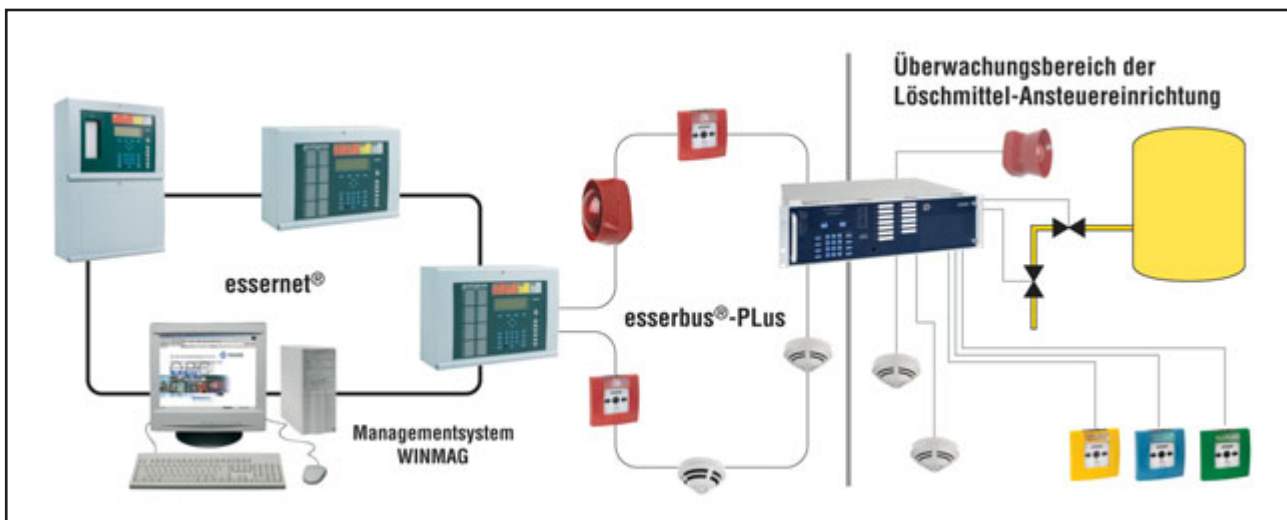 Überwachungsbereich der
Löschmittel-Ansteuereinrichtung
essernet®
esserbus®-PLus
Managementsystem
WINMAG